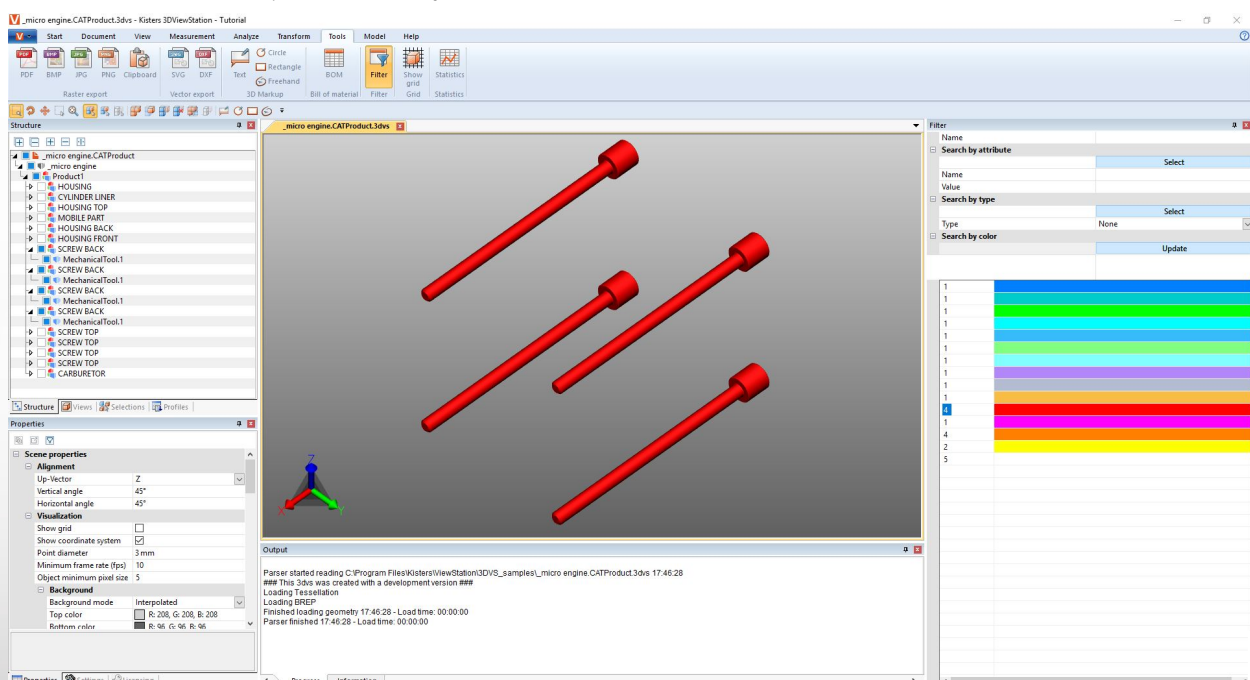 _micro engine.CATProduct.3dvs - Kisters 3DViewStation - Tutorial
Start Document View Measurement Analyze Transform Tools Model Help
PDF BMP JPG PNG Clipboard SVG DXF Text Circle Rectangle Freehand BOM Filter Show grid Statistics
Raster export Vector export 3D Markup Bill of material Filter Grid Statistics
Structure
_micro engine.CATProduct
_micro engine
Product1
HOUSING
CYLINDER LINER
HOUSING TOP
MOBILE PART
HOUSING BACK
HOUSING FRONT
SCREW BACK
MechanicalTool.1
SCREW BACK
MechanicalTool.1
SCREW BACK
MechanicalTool.1
SCREW BACK
MechanicalTool.1
SCREW TOP
SCREW TOP
SCREW TOP
SCREW TOP
CARBURETOR
Structure Views Selections Profiles
Properties
Scene properties
Alignment
Up-Vector Z
Vertical angle 45°
Horizontal angle 45°
Visualization
Show grid
Show coordinate system
Point diameter 3 mm
Minimum frame rate (fps) 10
Object minimum pixel size 5
Background
Background mode Interpolated
Top color R: 208, G: 208, B: 208
Bottom color R: 96, G: 96, B: 96
Properties Settings Licensing
_micro engine.CATProduct.3dvs
Z
X
Y
Output
Parser started reading C:\Program Files\Kisters\ViewStation\3DVS_samples\_micro engine.CATProduct.3dvs 17:46:28
### This 3dvs was created with a development version ###
Loading Tessellation
Loading BREP
Finished loading geometry 17:46:28 - Load time: 00:00:00
Parser finished 17:46:28 - Load time: 00:00:00
Progress Information
Filter
Name
Search by attribute
Select
Name
Value
Search by type
Select
Type None
Search by color
Update
1
1
1
1
1
1
1
1
1
1
4
1
4
2
5